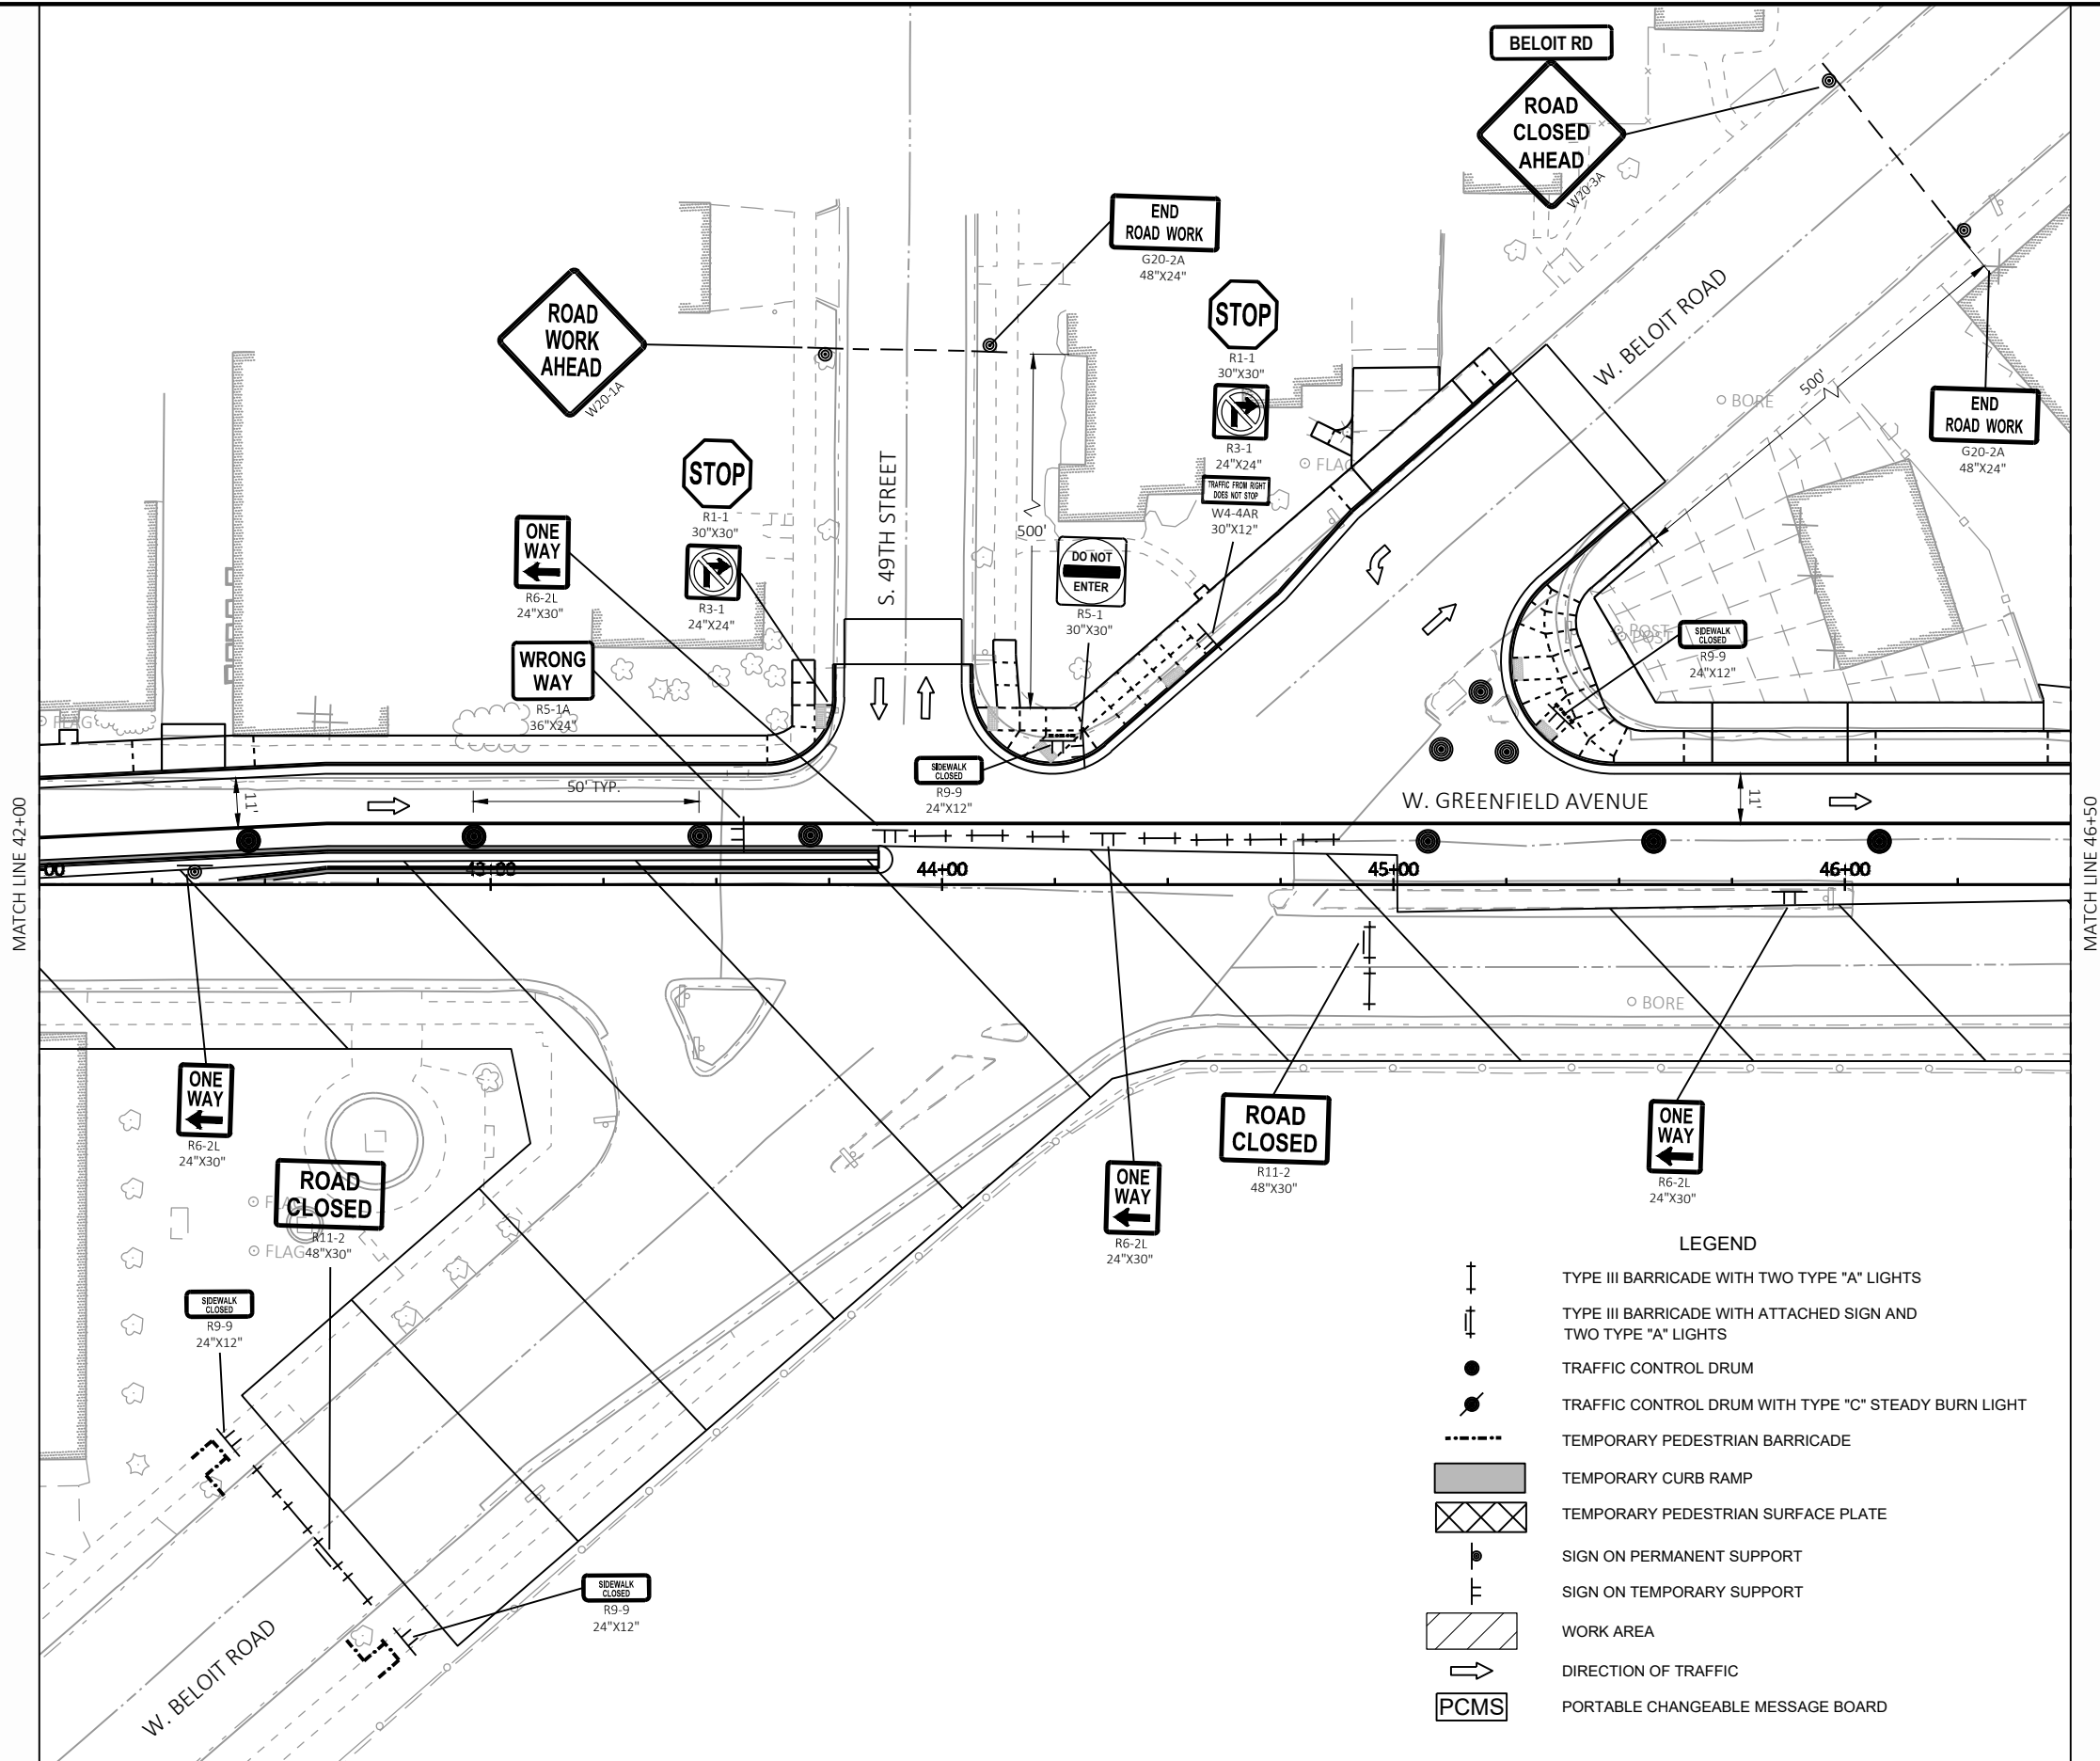 BELOIT RD
ROAD
CLOSED
AHEAD
W20-3A
END
ROAD WORK
G20-2A
48"X24"
ROAD
WORK
AHEAD
W20-1A
STOP
R1-1
30"X30"
R3-1
24"X24"
TRAFFIC FROM RIGHT
DOES NOT STOP
W4-4AR
30"X12"
FLAG
W. BELOIT ROAD
BORE
500'
END
ROAD WORK
G20-2A
48"X24"
STOP
R1-1
30"X30"
R3-1
24"X24"
S. 49TH STREET
500'
DO NOT
ENTER
R5-1
30"X30"
ONE
WAY
R6-2L
24"X30"
WRONG
WAY
R5-1A
36"X24"
POST
POST
SIDEWALK
CLOSED
R9-9
24"X12"
FLAG
SIDEWALK
CLOSED
R9-9
24"X12"
11'
50' TYP.
W. GREENFIELD AVENUE
11'
MATCH LINE 42+00
MATCH LINE 46+50
00
43+00
44+00
45+00
46+00
BORE
ONE
WAY
R6-2L
24"X30"
ROAD
CLOSED
R11-2
48"X30"
FLAG
FLAG
ONE
WAY
R6-2L
24"X30"
ROAD
CLOSED
R11-2
48"X30"
ONE
WAY
R6-2L
24"X30"
SIDEWALK
CLOSED
R9-9
24"X12"
SIDEWALK
CLOSED
R9-9
24"X12"
W. BELOIT ROAD
LEGEND
TYPE III BARRICADE WITH TWO TYPE "A" LIGHTS
TYPE III BARRICADE WITH ATTACHED SIGN AND
TWO TYPE "A" LIGHTS
TRAFFIC CONTROL DRUM
TRAFFIC CONTROL DRUM WITH TYPE "C" STEADY BURN LIGHT
TEMPORARY PEDESTRIAN BARRICADE
TEMPORARY CURB RAMP
TEMPORARY PEDESTRIAN SURFACE PLATE
SIGN ON PERMANENT SUPPORT
SIGN ON TEMPORARY SUPPORT
WORK AREA
DIRECTION OF TRAFFIC
PCMS PORTABLE CHANGEABLE MESSAGE BOARD